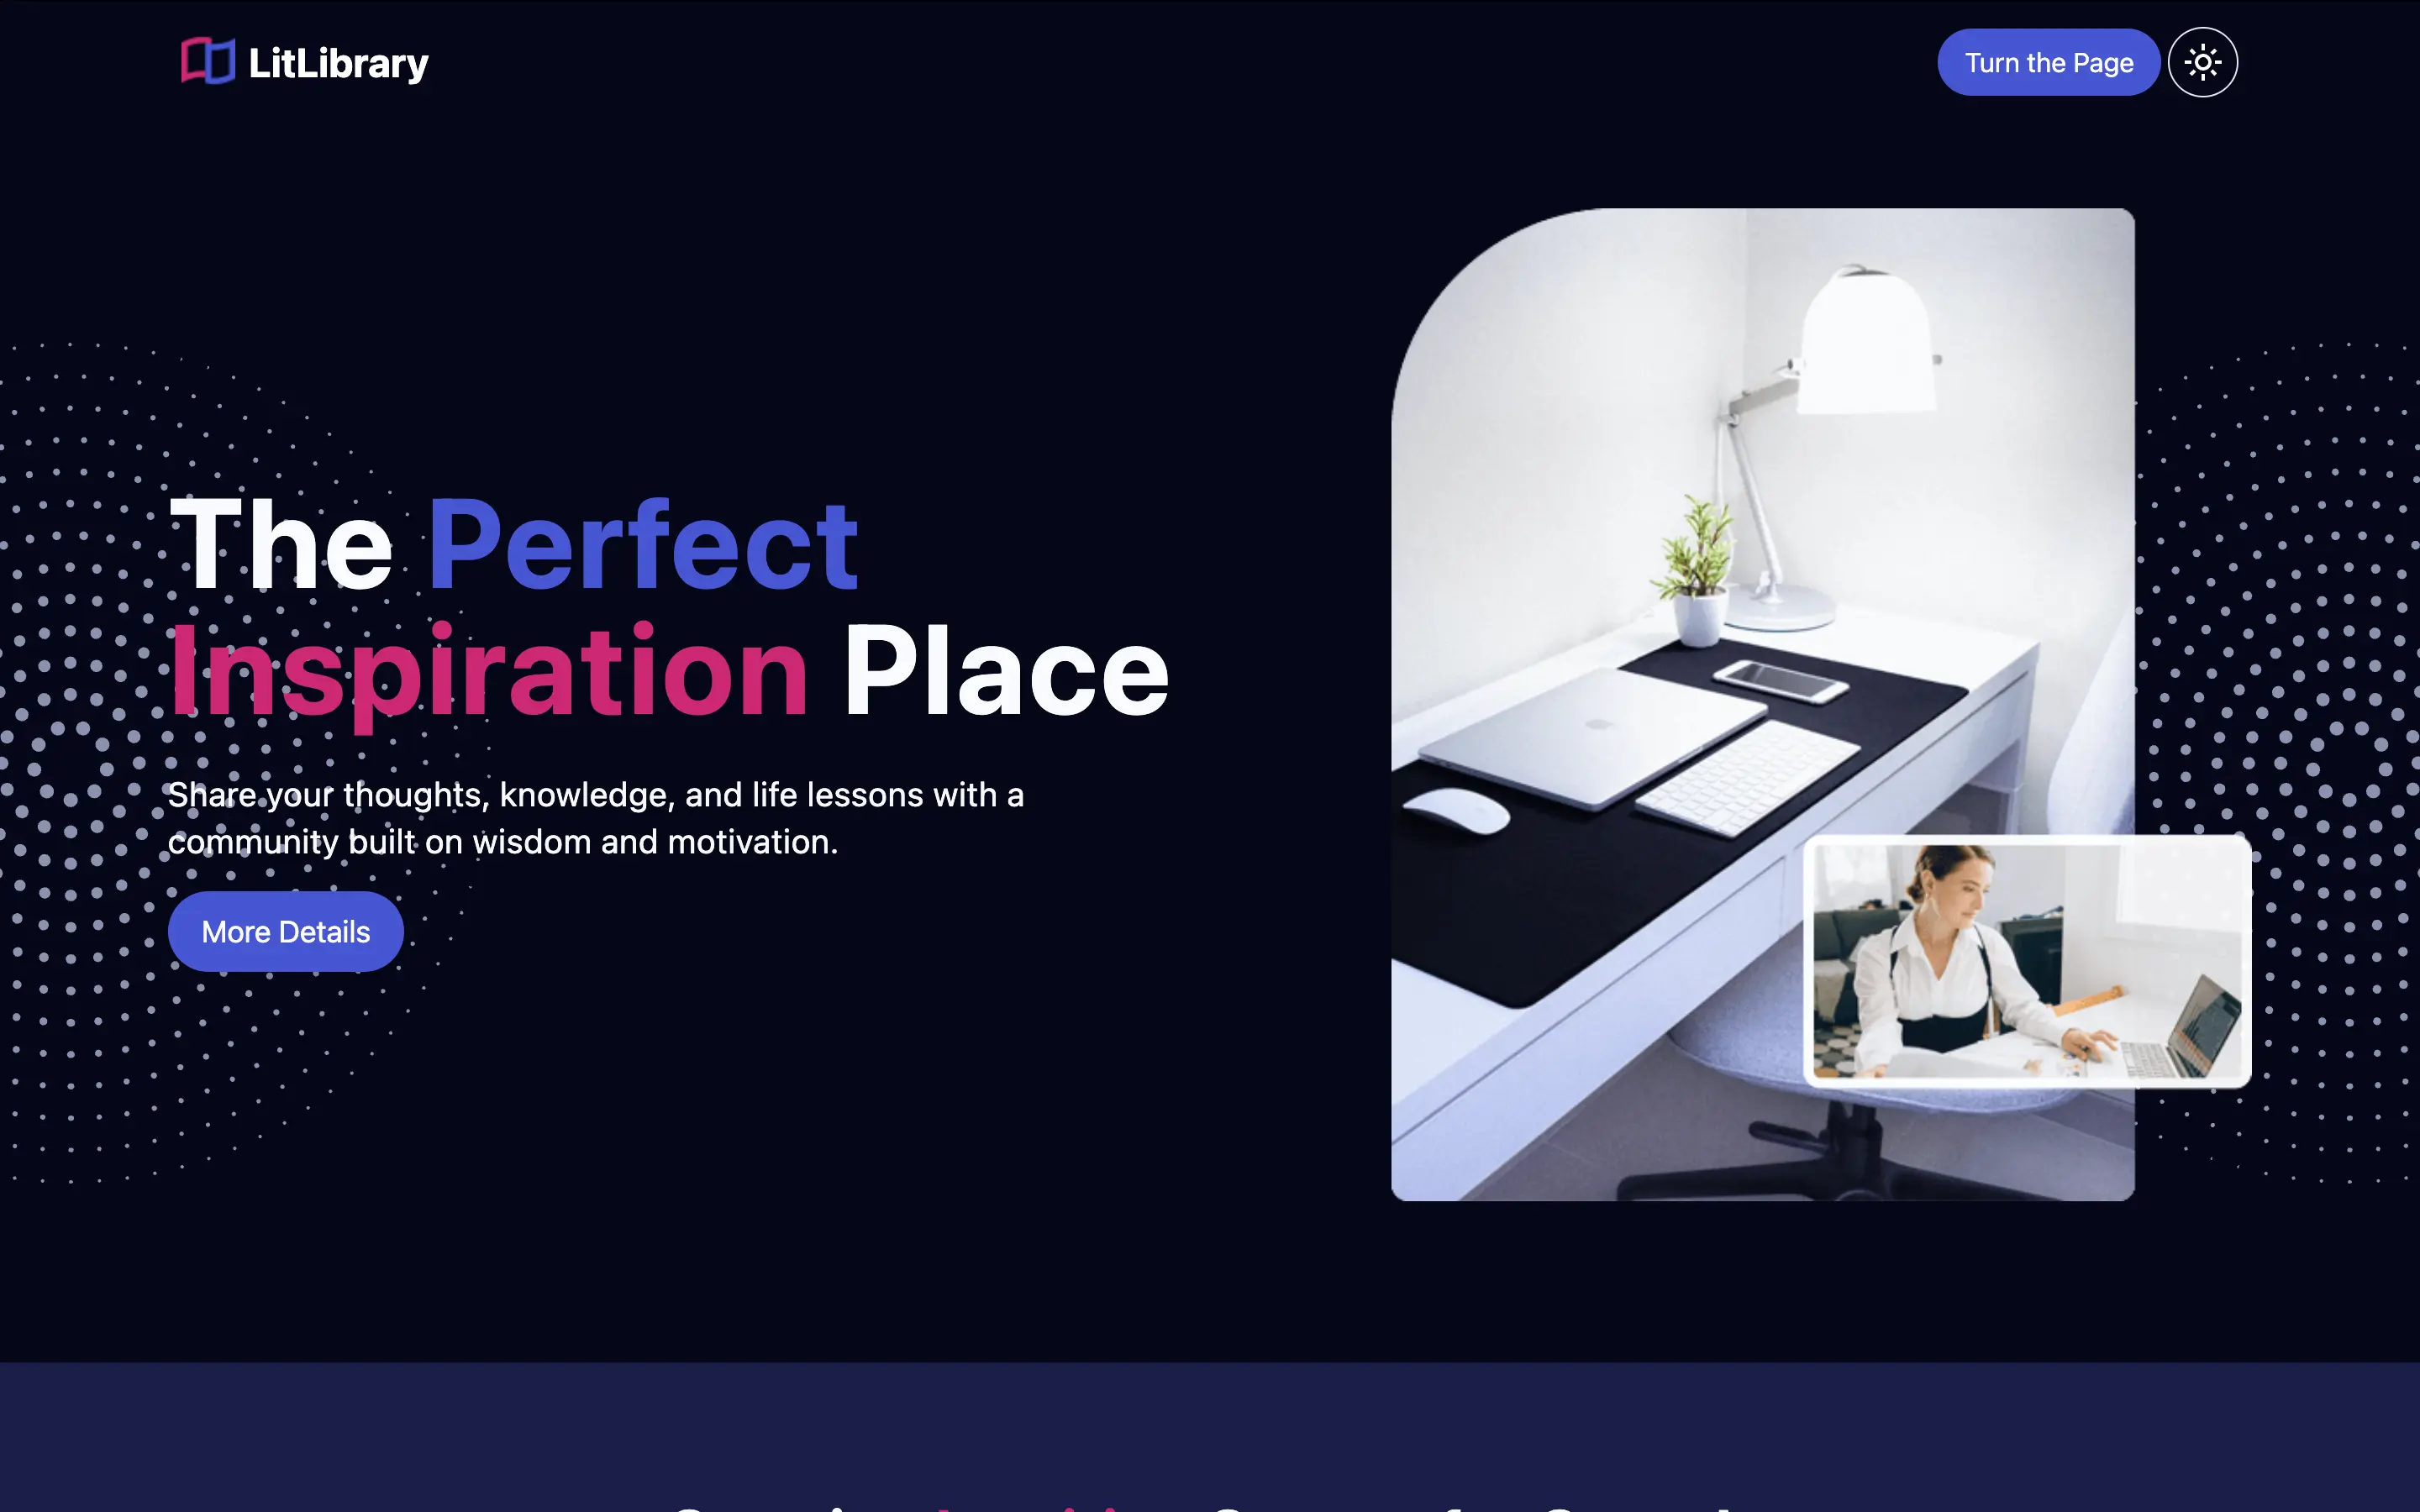 LitLibrary
Turn the Page
The Perfect
Inspiration Place
Share your thoughts, knowledge, and life lessons with a
community built on wisdom and motivation.
More Details